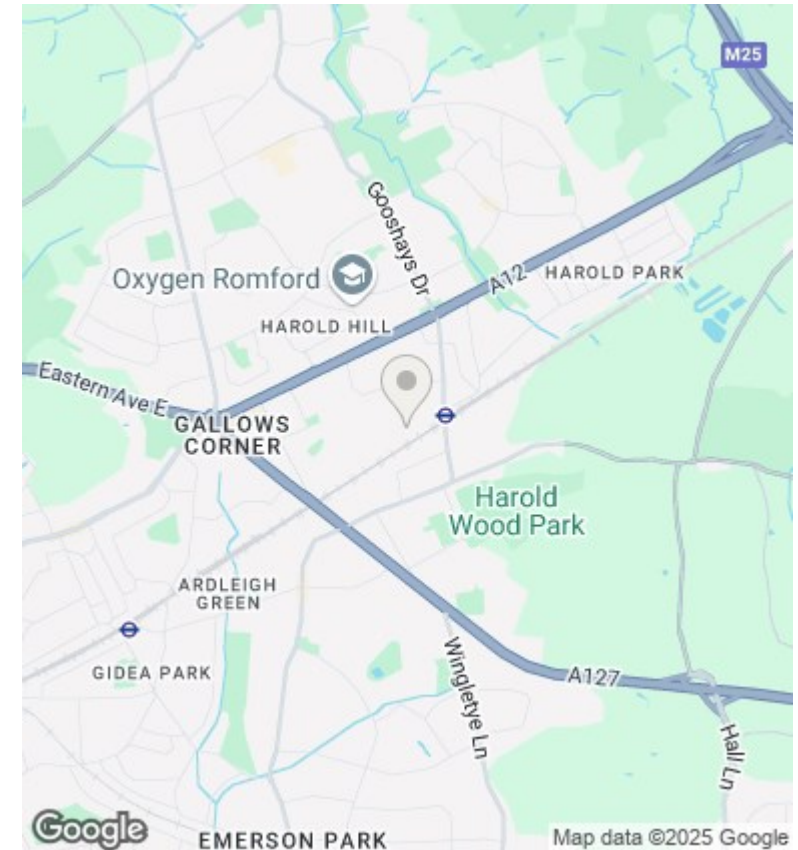 M25
Gooshays Dr
Oxygen Romford
A12
HAROLD PARK
HAROLD HILL
Eastern Ave E
GALLOWS
CORNER
Harold
Wood Park
ARDLEIGH
GREEN
GIDEA PARK
Wingletye Ln
A127
Hall Ln
Google
EMERSON PARK
Map data ©2025 Google